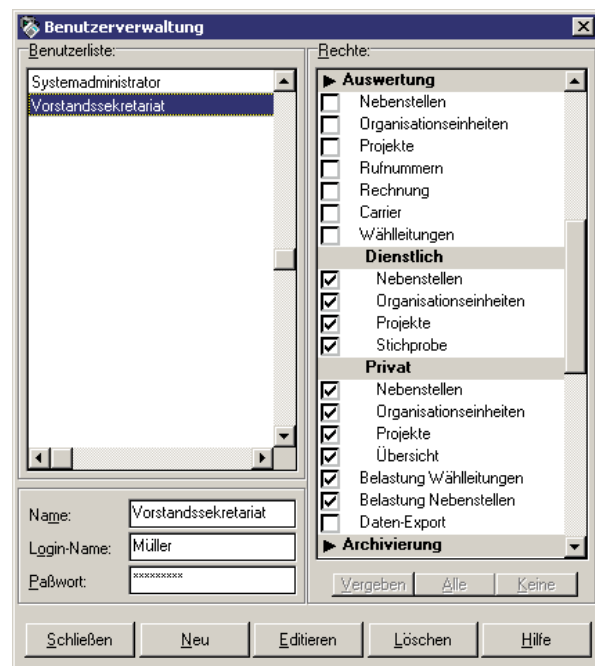 Benutzerverwaltung
Benutzerliste:
Systemadministrator
Vorstandssekretariat
Name:
Vorstandssekretariat
Login-Name:
Müller
Paßwort:
xxxxxxxxx
Rechte:
Auswertung
Nebenstellen
Organisationseinheiten
Projekte
Rufnummern
Rechnung
Carrier
Wählleitungen
Dienstlich
Nebenstellen
Organisationseinheiten
Projekte
Stichprobe
Privat
Nebenstellen
Organisationseinheiten
Projekte
Übersicht
Belastung Wählleitungen
Belastung Nebenstellen
Daten-Export
Archivierung
Vergeben Alle Keine
Schließen Neu Editieren Löschen Hilfe